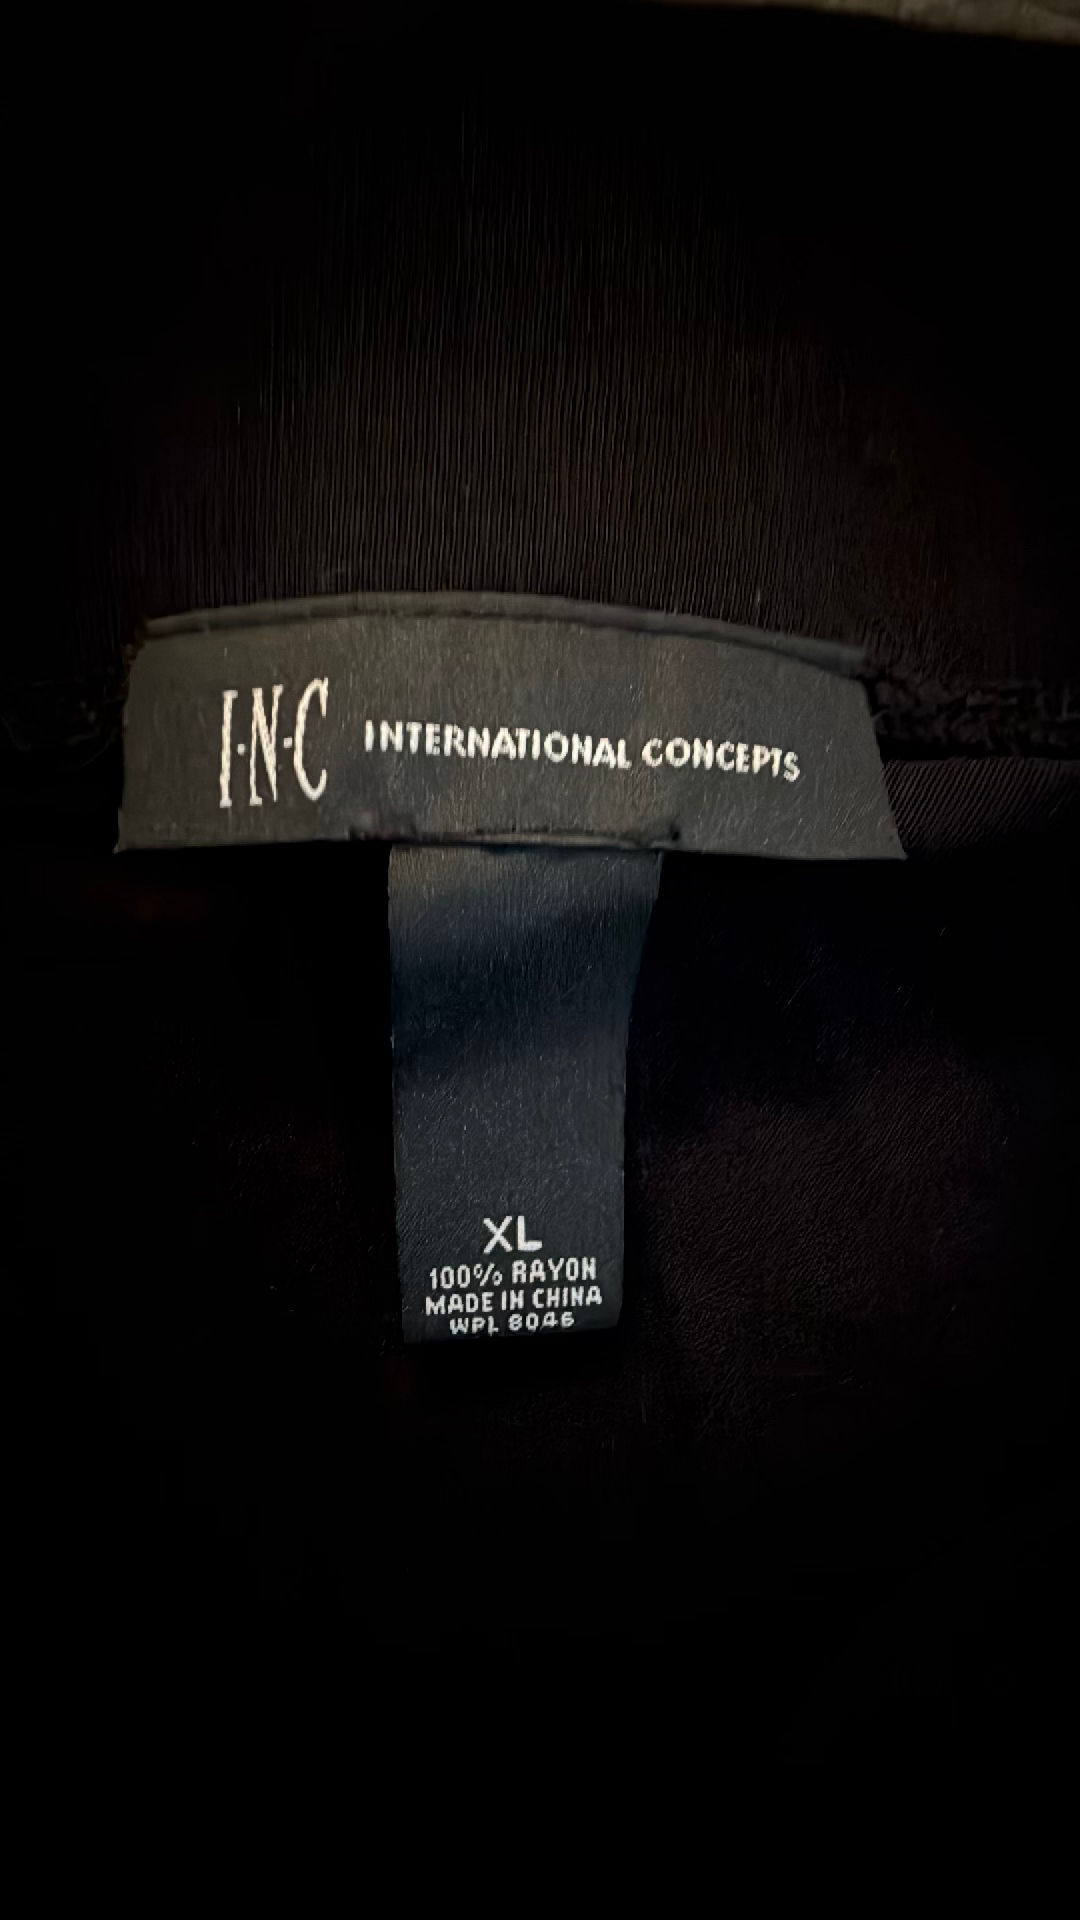 I·N·C INTERNATIONAL CONCEPTS
XL
100% RAYON
MADE IN CHINA
WPL 8046